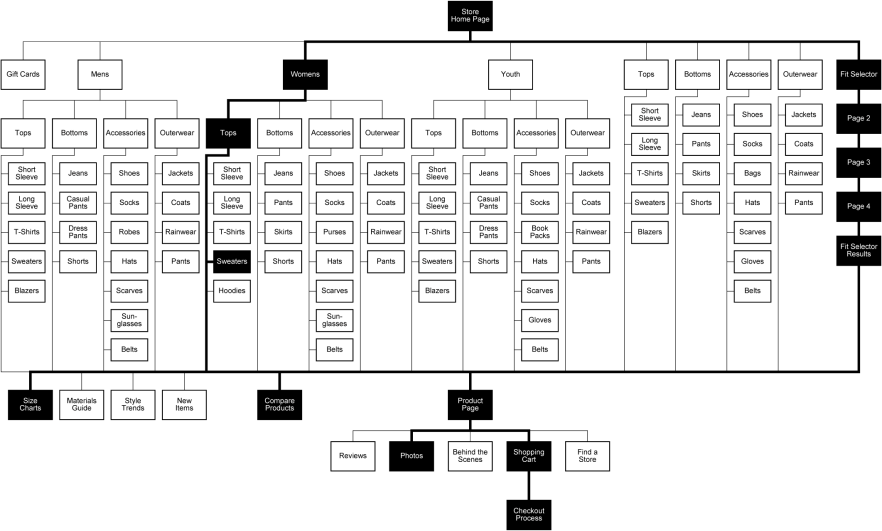 Store
Home Page
Gift Cards
Mens
Womens
Youth
Tops
Bottoms
Accessories
Outerwear
Fit Selector
Short
Sleeve
Long
Sleeve
T-Shirts
Sweaters
Blazers
Jeans
Pants
Skirts
Shorts
Shoes
Socks
Bags
Hats
Scarves
Gloves
Belts
Jackets
Coats
Rainwear
Pants
Page 2
Page 3
Page 4
Fit Selector
Results
Tops
Bottoms
Accessories
Outerwear
Tops
Bottoms
Accessories
Outerwear
Tops
Bottoms
Accessories
Outerwear
Short
Sleeve
Long
Sleeve
T-Shirts
Sweaters
Blazers
Jeans
Casual
Pants
Dress
Pants
Shorts
Shoes
Socks
Robes
Hats
Scarves
Sun-
glasses
Belts
Jackets
Coats
Rainwear
Pants
Short
Sleeve
Long
Sleeve
T-Shirts
Sweaters
Hoodies
Jeans
Pants
Skirts
Shorts
Shoes
Socks
Purses
Hats
Scarves
Sun-
glasses
Belts
Jackets
Coats
Rainwear
Pants
Short
Sleeve
Long
Sleeve
T-Shirts
Sweaters
Blazers
Jeans
Casual
Pants
Dress
Pants
Shorts
Shoes
Socks
Book
Packs
Hats
Scarves
Gloves
Belts
Jackets
Coats
Rainwear
Pants
Size
Charts
Materials
Guide
Style
Trends
New
Items
Compare
Products
Product
Page
Reviews
Photos
Behind the
Scenes
Shopping
Cart
Find a
Store
Checkout
Process